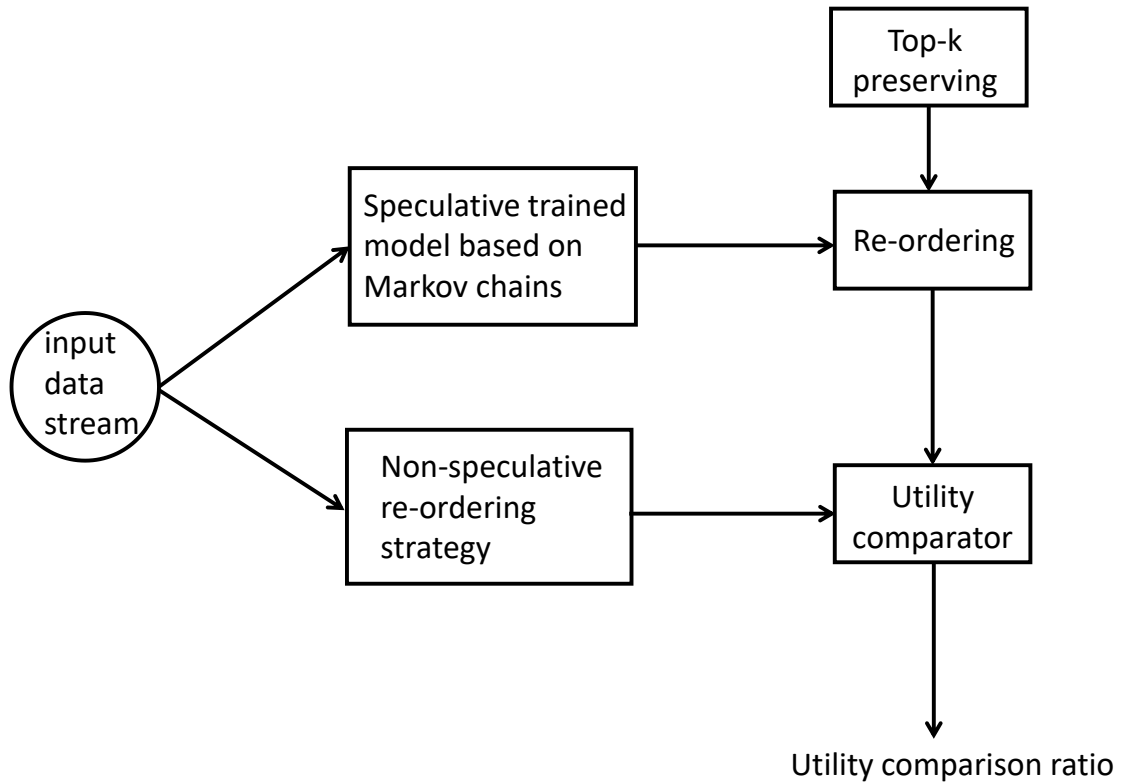 Top-k
preserving
Speculative trained
model based on
Markov chains
Re-ordering
input
data
stream
Non-speculative
re-ordering
strategy
Utility
comparator
Utility comparison ratio